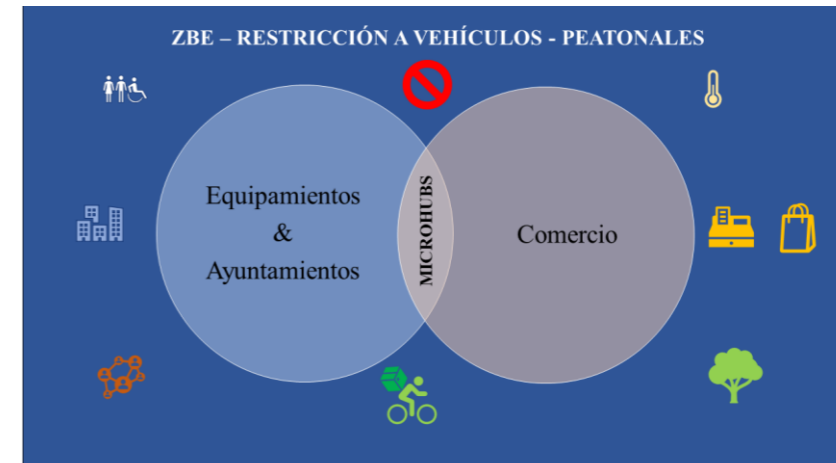 ZBE – RESTRICCIÓN A VEHÍCULOS - PEATONALES
Equipamientos
&
Ayuntamientos
MICROHUBS
Comercio